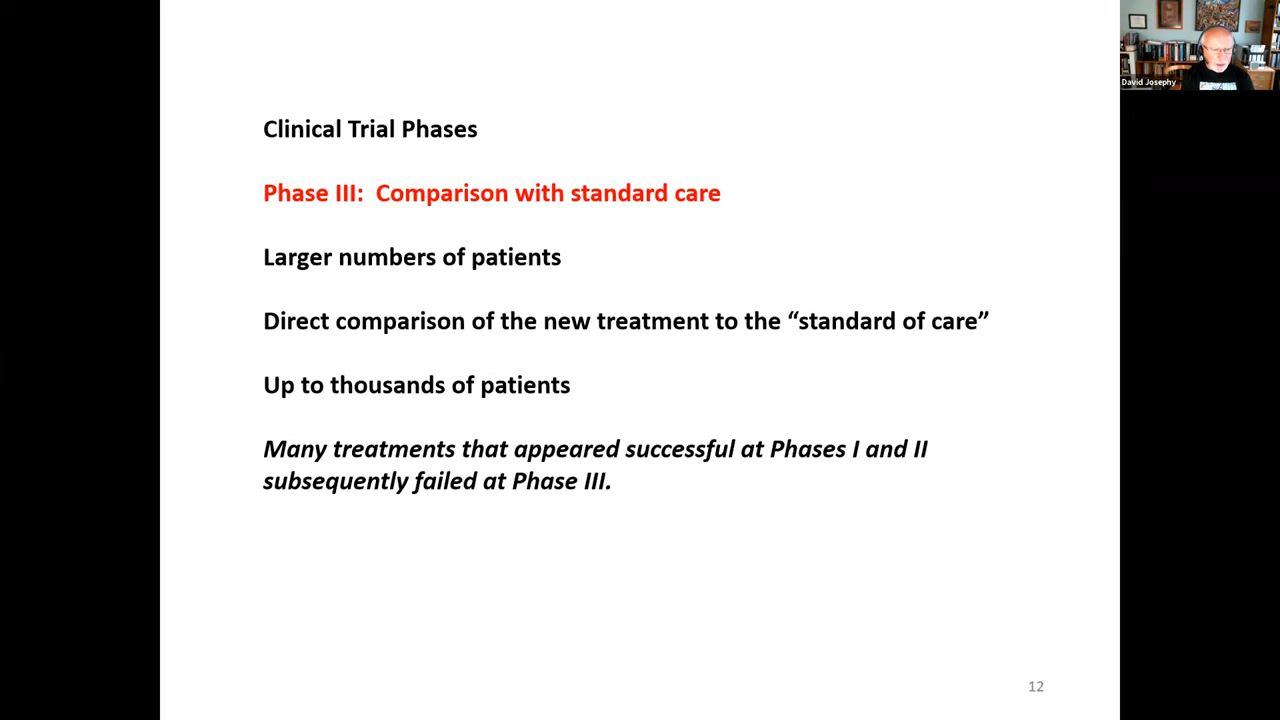 David Josephy
Clinical Trial Phases
Phase III: Comparison with standard care
Larger numbers of patients
Direct comparison of the new treatment to the “standard of care”
Up to thousands of patients
Many treatments that appeared successful at Phases I and II
subsequently failed at Phase III.
12